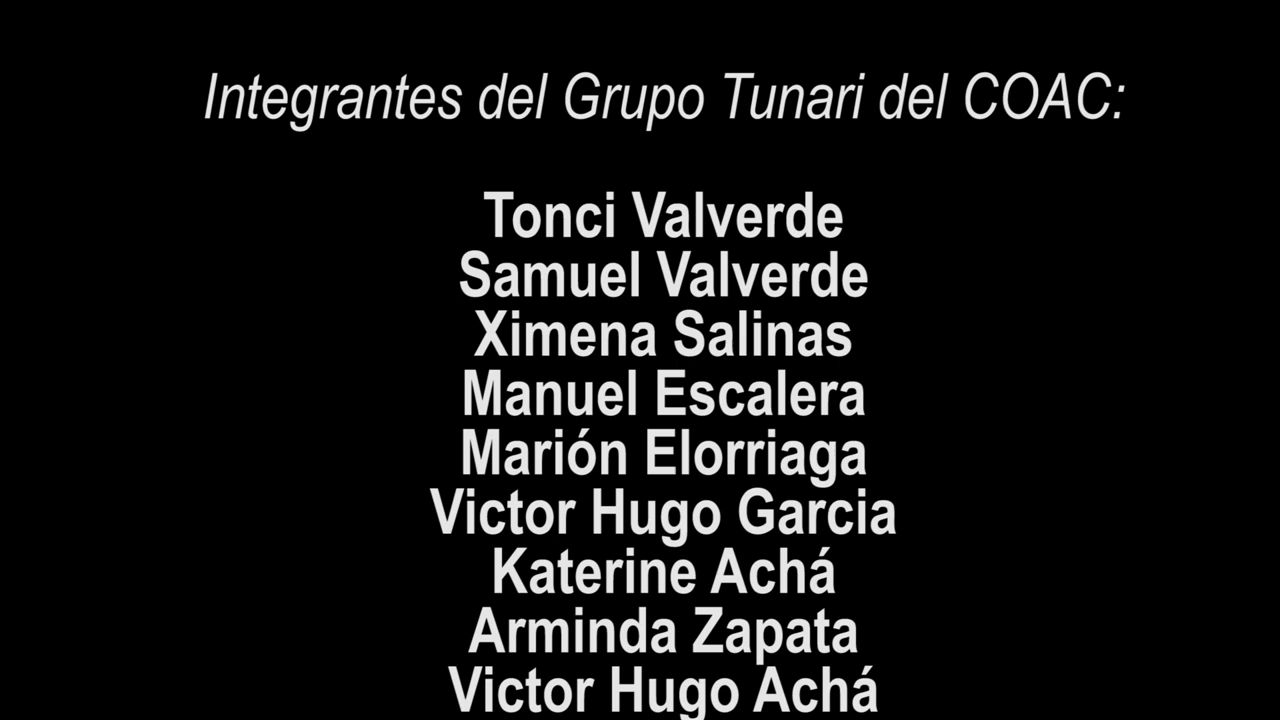 Integrantes del Grupo Tunari del COAC:
Tonci Valverde
Samuel Valverde
Ximena Salinas
Manuel Escalera
Marión Elorriaga
Victor Hugo Garcia
Katerine Achá
Arminda Zapata
Victor Hugo Achá